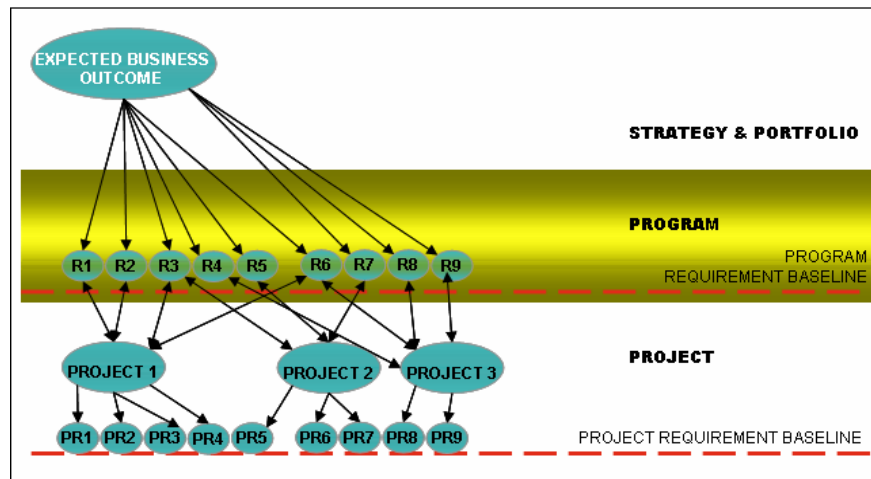 EXPECTED BUSINESS
OUTCOME
STRATEGY & PORTFOLIO
PROGRAM
R1 R2 R3 R4 R5 R6 R7 R8 R9
PROGRAM
REQUIREMENT BASELINE
PROJECT
PROJECT 1 PROJECT 2 PROJECT 3
PR1 PR2 PR3 PR4 PR5 PR6 PR7 PR8 PR9
PROJECT REQUIREMENT BASELINE